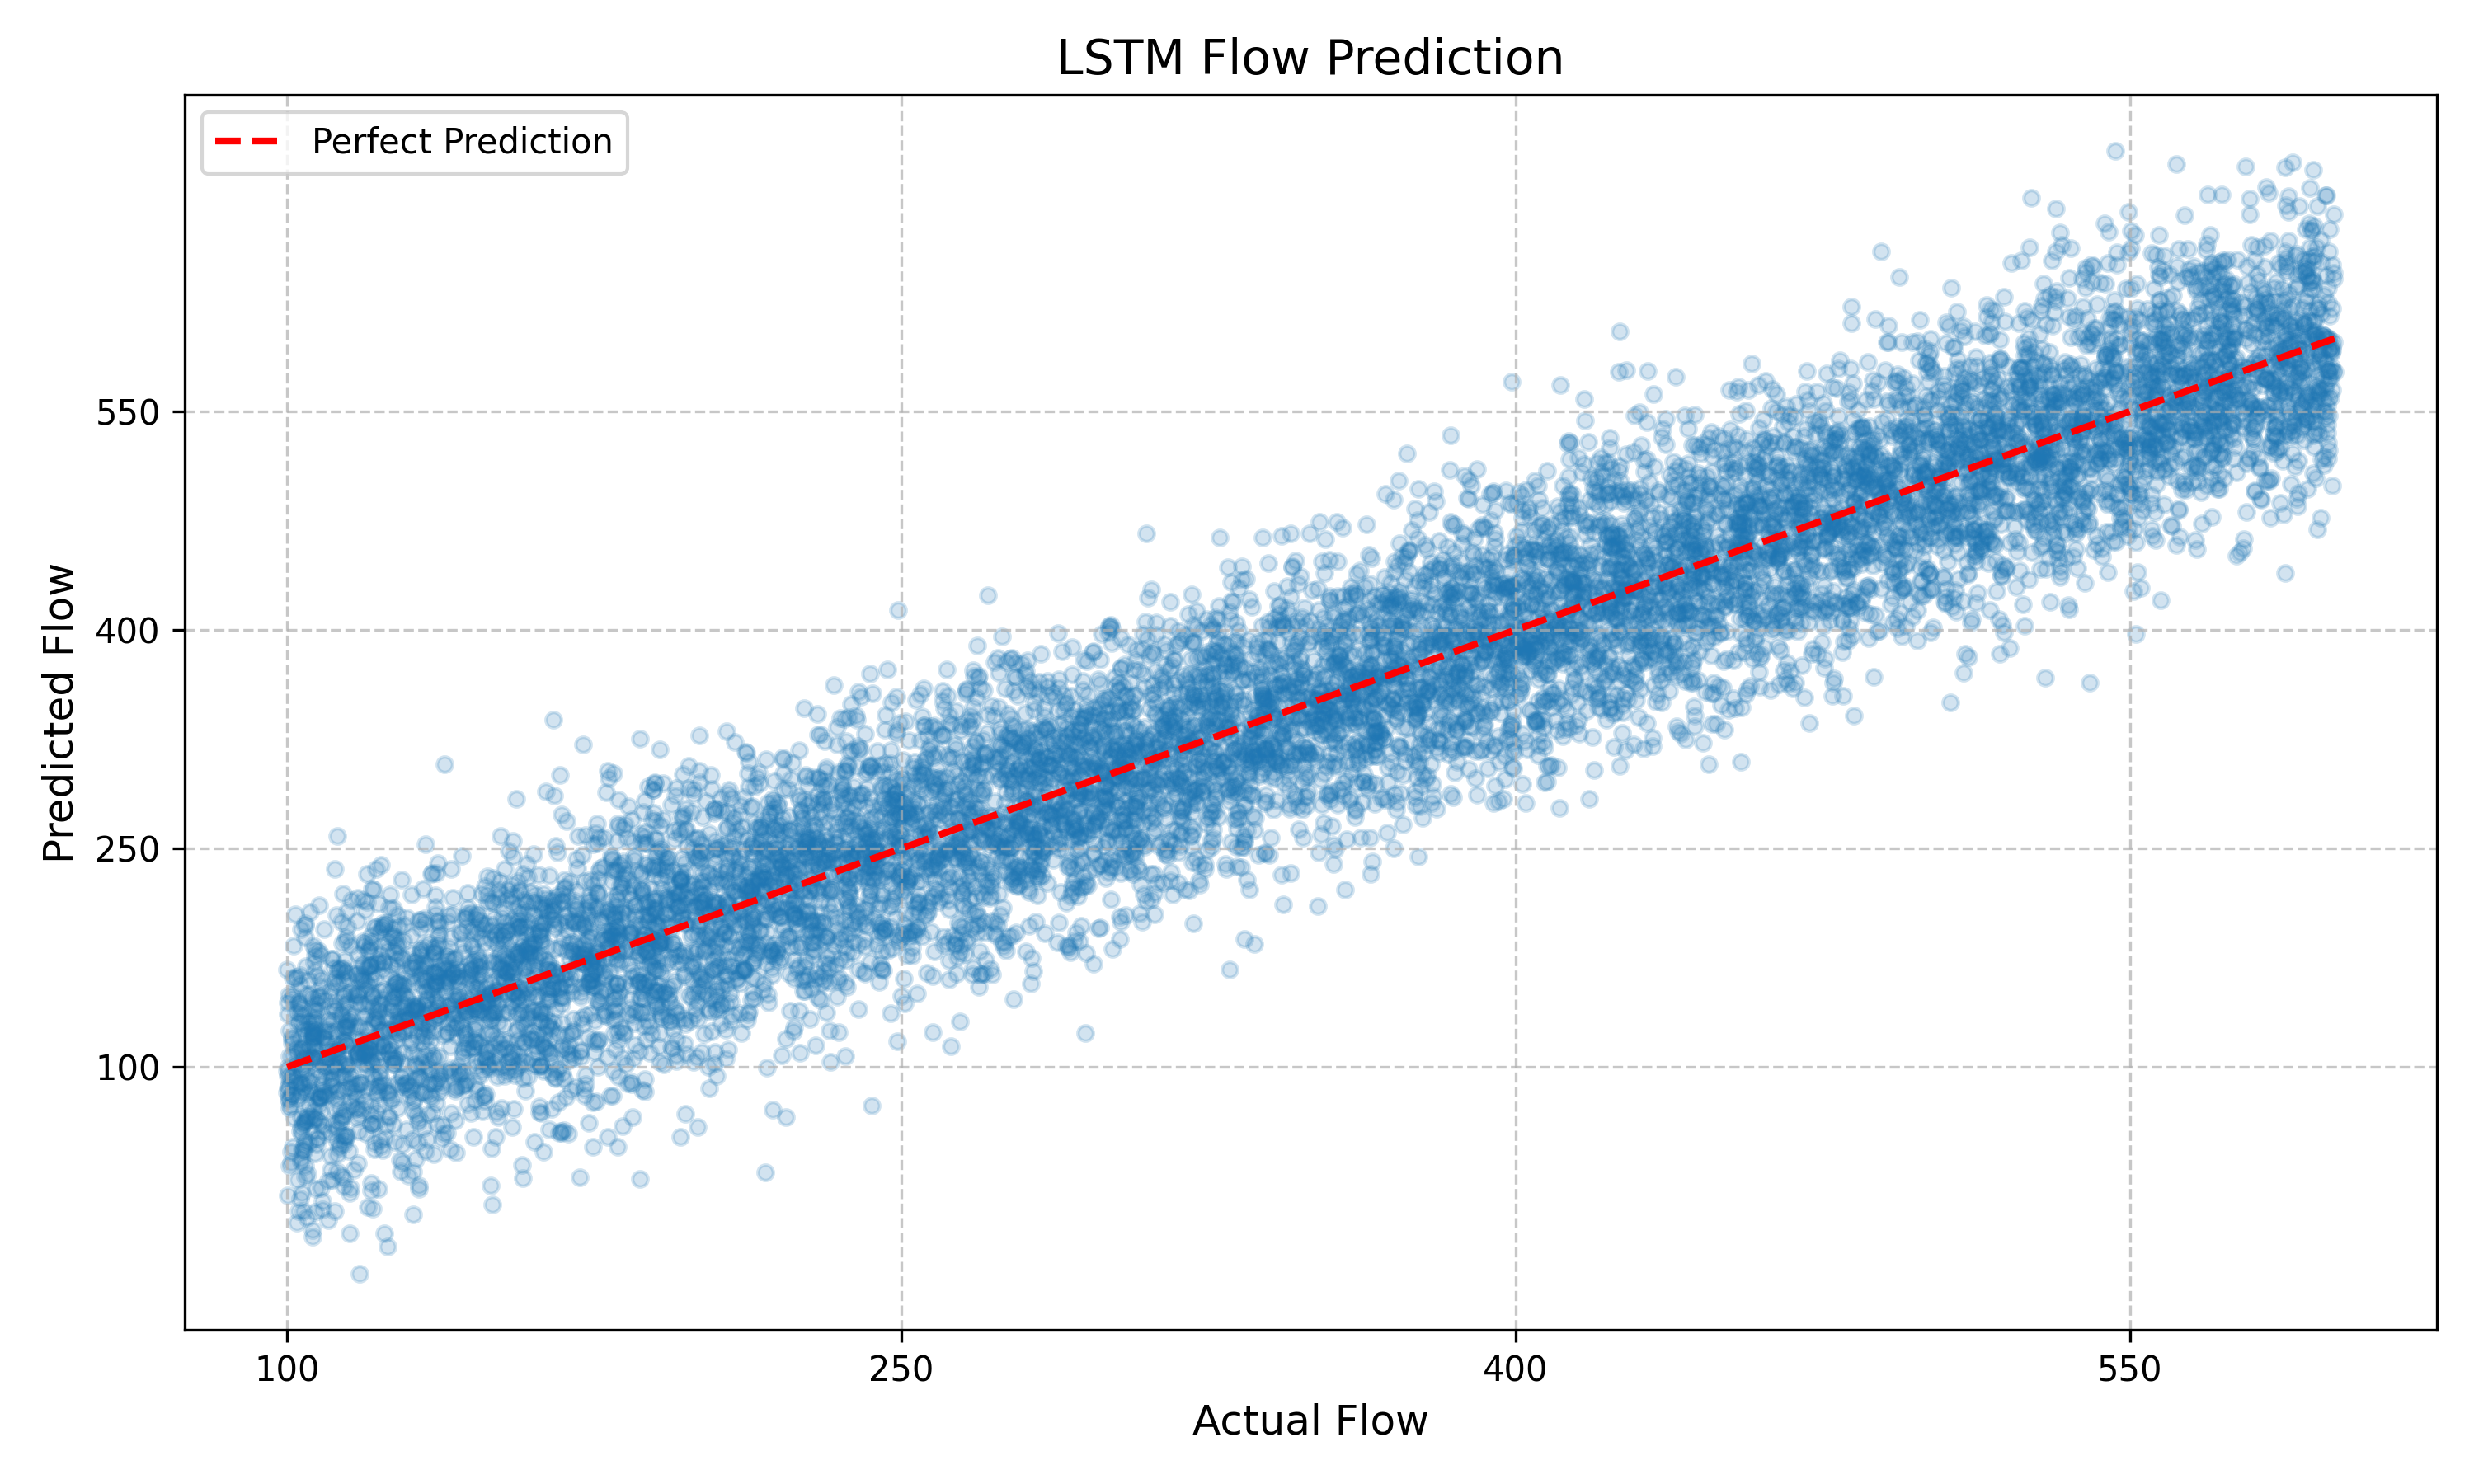 LSTM Flow Prediction
Perfect Prediction
Predicted Flow
550
400
250
100
100 250 400 550
Actual Flow